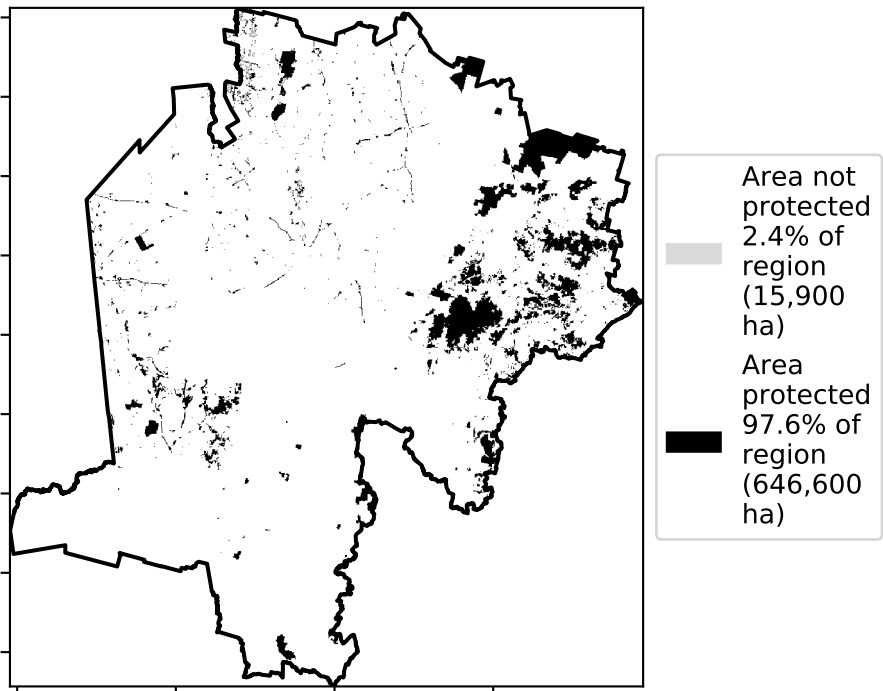 Area not
protected
2.4% of
region
(15,900
ha)
Area
protected
97.6% of
region
(646,600
ha)